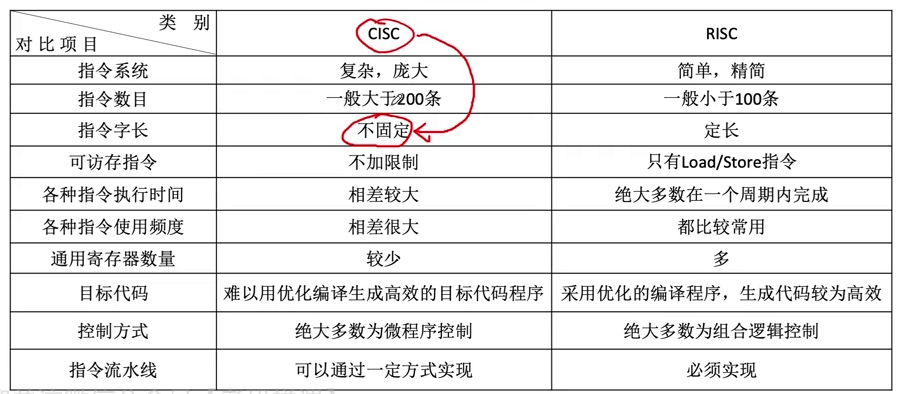 类 别
对比项目 CISC RISC
指令系统 复杂，庞大 简单，精简
指令数目 一般大于200条 一般小于100条
指令字长 不固定 定长
可访存指令 不加限制 只有Load/Store指令
各种指令执行时间 相差较大 绝大多数在一个周期内完成
各种指令使用频度 相差很大 都比较常用
通用寄存器数量 较少 多
目标代码 难以用优化编译生成高效的目标代码程序 采用优化的编译程序，生成代码较为高效
控制方式 绝大多数为微程序控制 绝大多数为组合逻辑控制
指令流水线 可以通过一定方式实现 必须实现